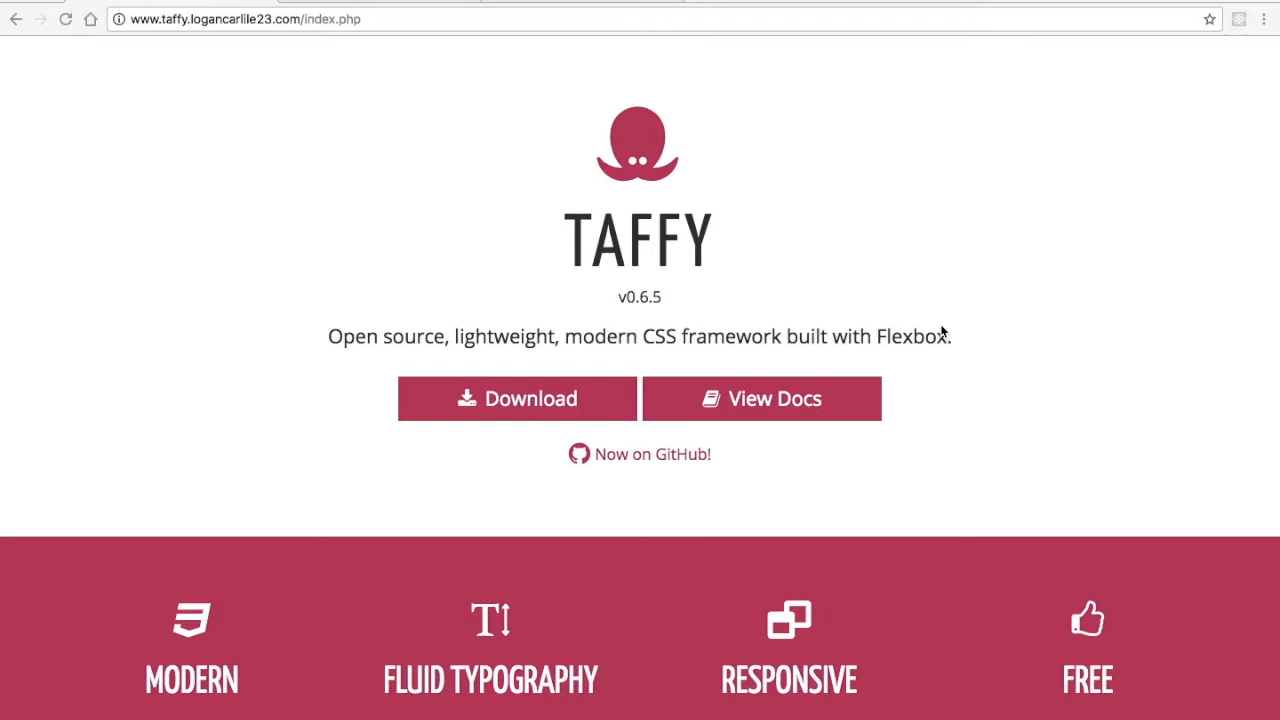 www.taffy.logancarlile23.com/index.php
TAFFY
v0.6.5
Open source, lightweight, modern CSS framework built with Flexbox.
Download View Docs
Now on GitHub!
MODERN FLUID TYPOGRAPHY RESPONSIVE FREE